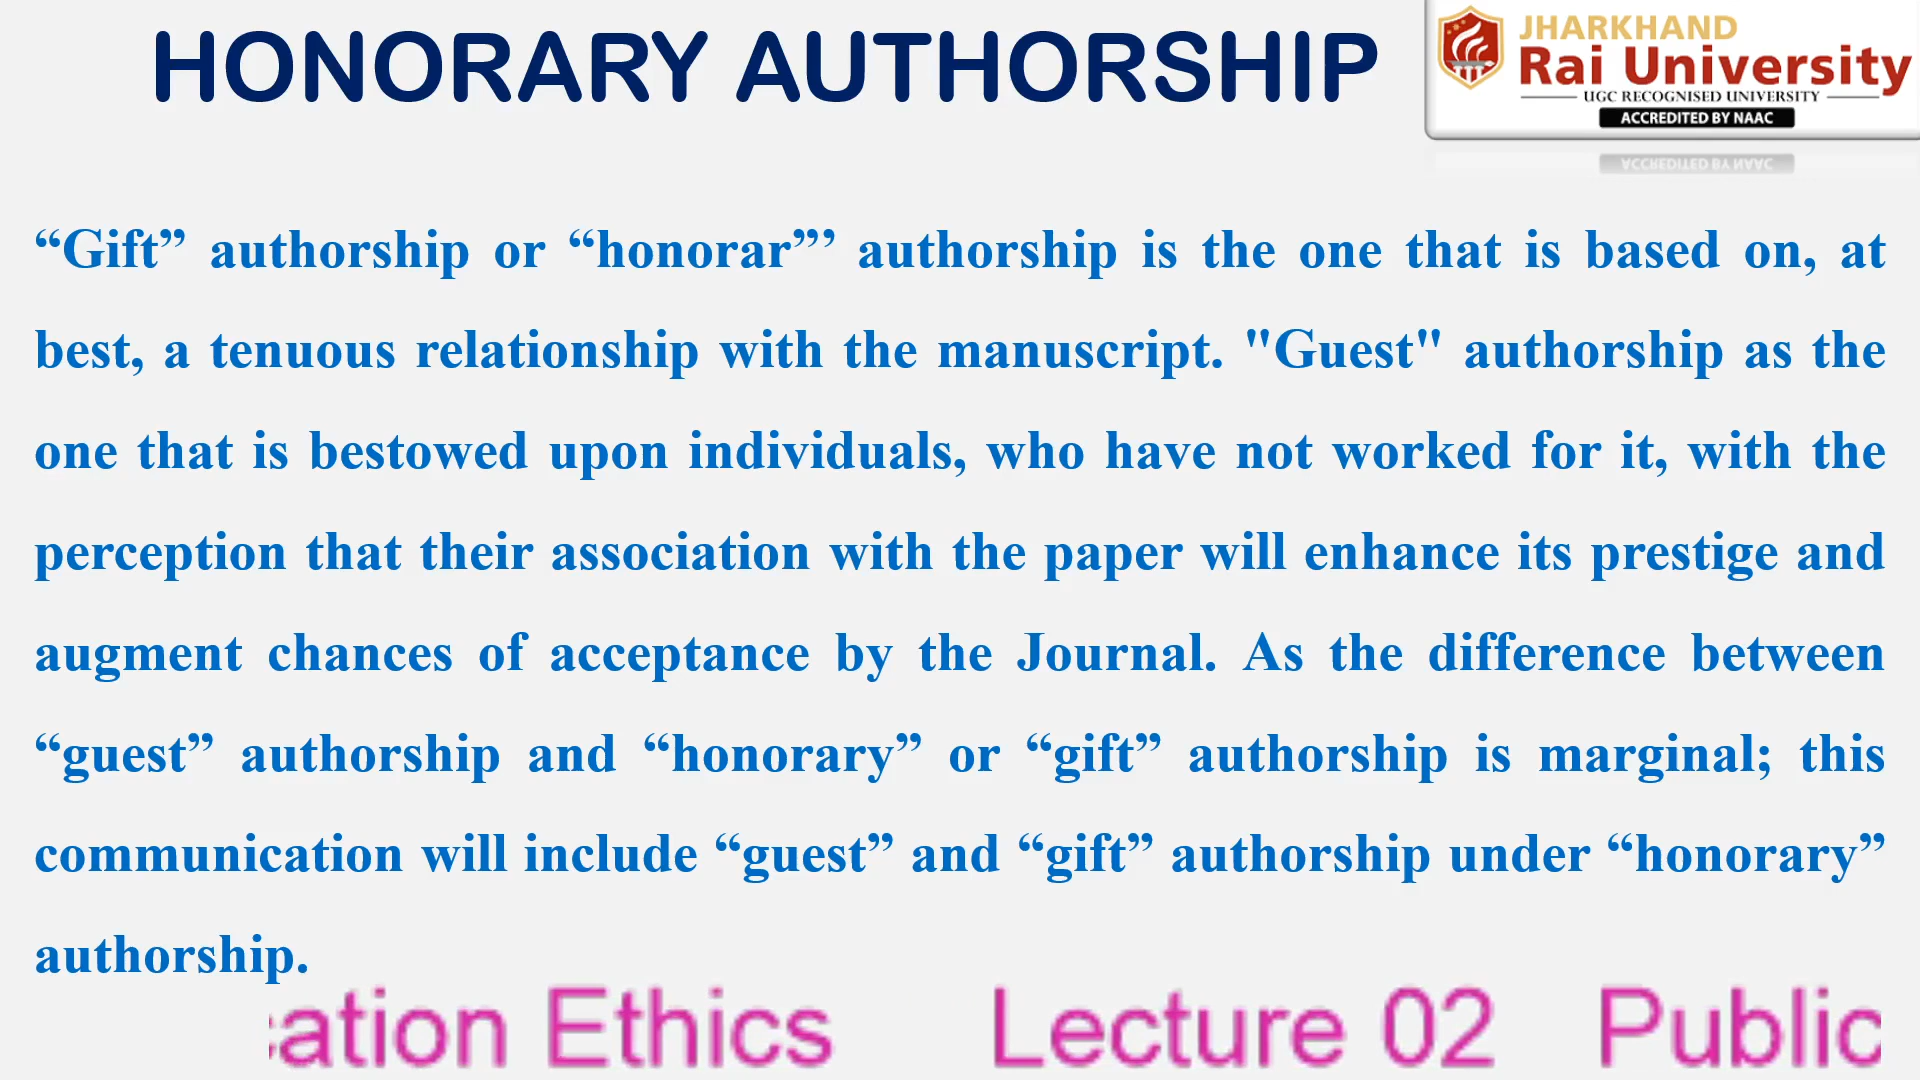 HONORARY AUTHORSHIP
JHARKHAND
Rai University
UGC RECOGNISED UNIVERSITY
ACCREDITED BY NAAC
“Gift” authorship or “honorar”’ authorship is the one that is based on, at
best, a tenuous relationship with the manuscript. "Guest" authorship as the
one that is bestowed upon individuals, who have not worked for it, with the
perception that their association with the paper will enhance its prestige and
augment chances of acceptance by the Journal. As the difference between
“guest” authorship and “honorary” or “gift” authorship is marginal; this
communication will include “guest” and “gift” authorship under “honorary”
authorship.
ation Ethics Lecture 02 Public